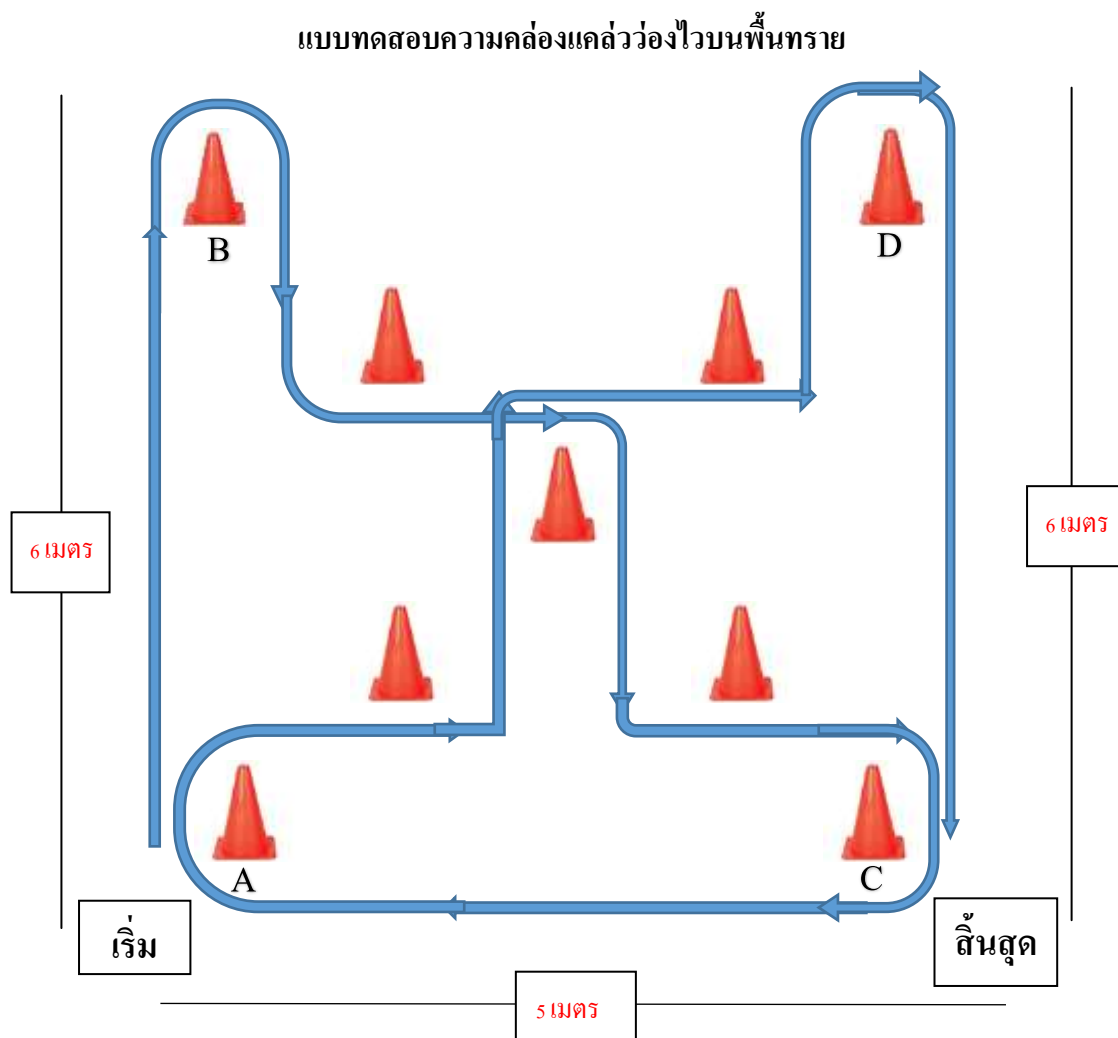 แบบทดสอบความคล่องแคล่วว่องไวบนพื้นทราย
B
D
6 เมตร
6 เมตร
A
C
เริ่ม
สิ้นสุด
5 เมตร